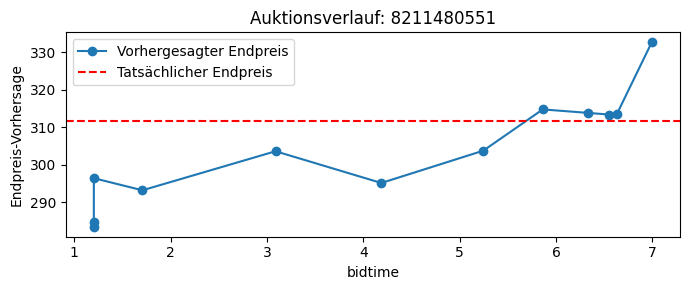 Auktionsverlauf: 8211480551
Vorhergesagter Endpreis
Tatsächlicher Endpreis
Endpreis-Vorhersage
330
320
310
300
290
1 2 3 4 5 6 7
bidtime